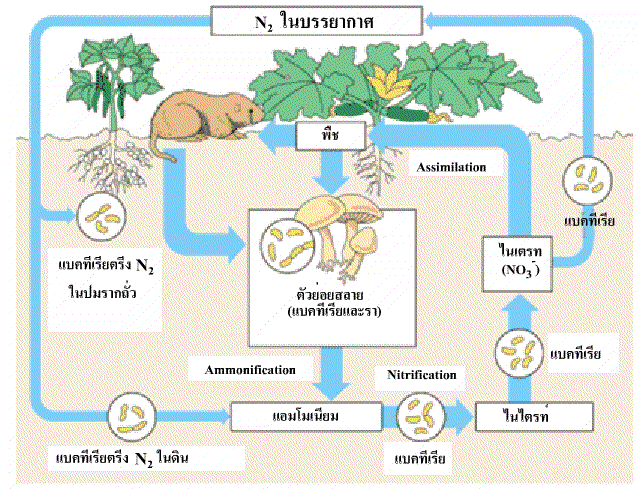 N₂ ในบรรยากาศ
พืช
Assimilation
แบคทีเรีย
แบคทีเรียตรึง N₂
ในปมรากถั่ว
ไนเตรท
(NO₃⁻)
ตัวย่อยสลาย
(แบคทีเรียและรา)
แบคทีเรีย
Ammonification
Nitrification
แอมโมเนียม
ไนไตรท์
แบคทีเรียตรึง N₂ ในดิน
แบคทีเรีย